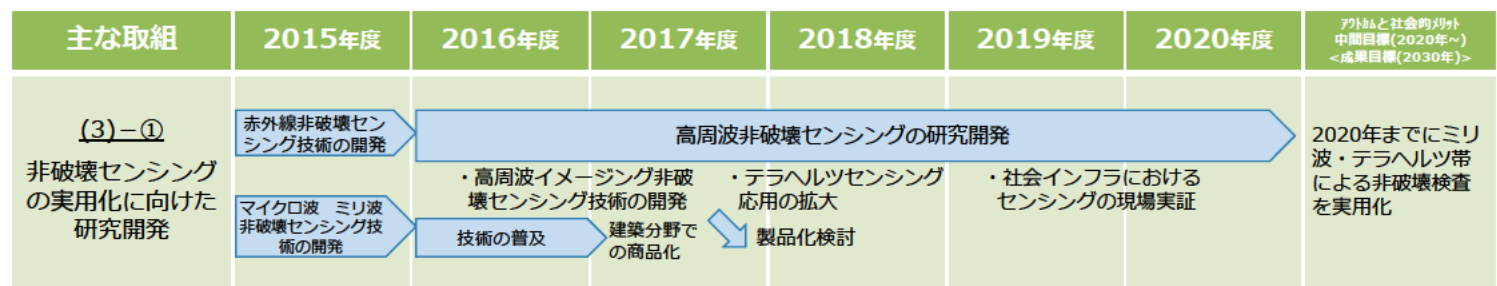 主な取組
2015年度
2016年度
2017年度
2018年度
2019年度
2020年度
ｱｳﾄｶﾑと社会的ﾒﾘｯﾄ
中間目標(2020年~)
<成果目標(2030年)>
(3)－①
非破壊センシング
の実用化に向けた
研究開発
赤外線非破壊セン
シング技術の開発
マイクロ波　ミリ波
非破壊センシング技
術の開発
高周波非破壊センシングの研究開発
・高周波イメージング非破
壊センシング技術の開発
・テラヘルツセンシング
応用の拡大
・社会インフラにおける
センシングの現場実証
技術の普及
建築分野で
の商品化
製品化検討
2020年までにミリ
波・テラヘルツ帯
による非破壊検査
を実用化